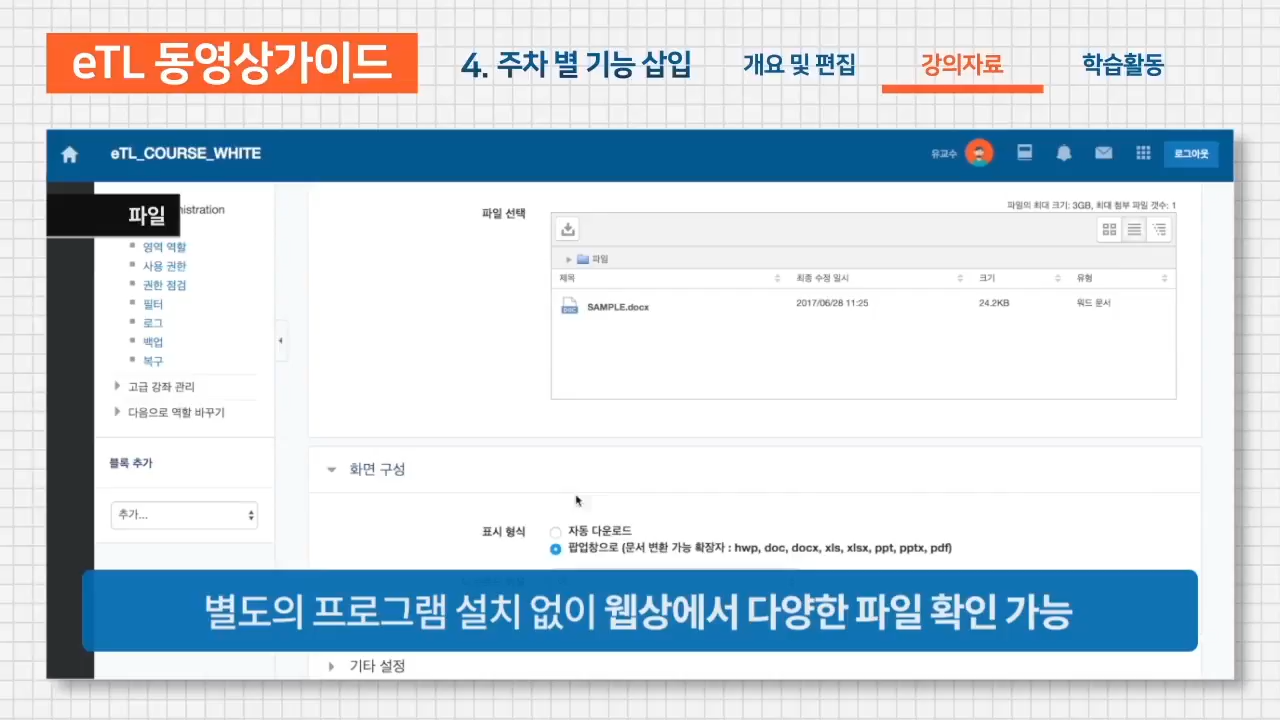 eTL 동영상가이드
4. 주차 별 기능 삽입
개요 및 편집
강의자료
학습활동
eTL_COURSE_WHITE
유교수
로그아웃
파일
nistration
영역 역할
사용 권한
권한 점검
필터
로그
백업
복구
고급 강좌 관리
다음으로 역할 바꾸기
블록 추가
추가...
파일의 최대 크기: 3GB, 최대 첨부 파일 갯수: 1
파일 선택
파일
제목 최종 수정 일시 크기 유형
DOC SAMPLE.docx 2017/06/28 11:25 24.2KB 워드 문서
화면 구성
표시 형식
자동 다운로드
팝업창으로 (문서 변환 가능 확장자 : hwp, doc, docx, xls, xlsx, ppt, pptx, pdf)
별도의 프로그램 설치 없이 웹상에서 다양한 파일 확인 가능
기타 설정